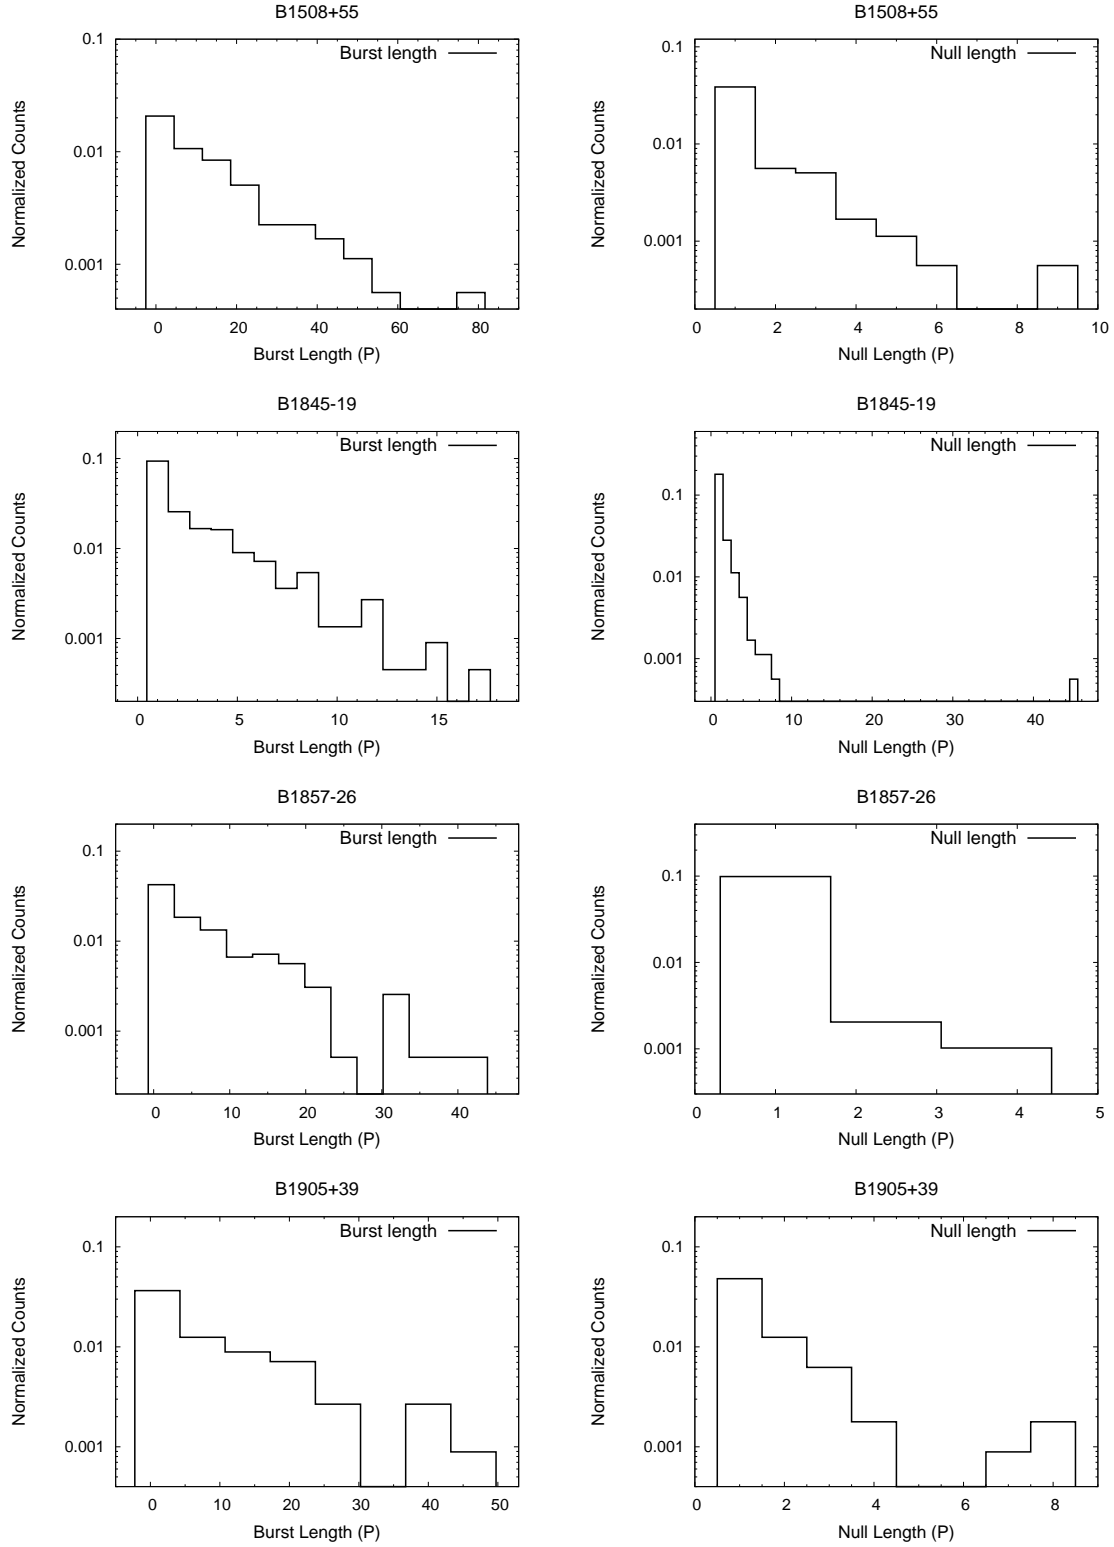 B1508+55
Normalized Counts
0.1
0.01
0.001
Burst length
0 20 40 60 80
Burst Length (P)
B1508+55
Normalized Counts
0.1
0.01
0.001
Null length
0 2 4 6 8 10
Null Length (P)
B1845-19
Normalized Counts
0.1
0.01
0.001
Burst length
0 5 10 15
Burst Length (P)
B1845-19
Normalized Counts
0.1
0.01
0.001
Null length
0 10 20 30 40
Null Length (P)
B1857-26
Normalized Counts
0.1
0.01
0.001
Burst length
0 10 20 30 40
Burst Length (P)
B1857-26
Normalized Counts
0.1
0.01
0.001
Null length
0 1 2 3 4 5
Null Length (P)
B1905+39
Normalized Counts
0.1
0.01
0.001
Burst length
0 10 20 30 40 50
Burst Length (P)
B1905+39
Normalized Counts
0.1
0.01
0.001
Null length
0 2 4 6 8
Null Length (P)